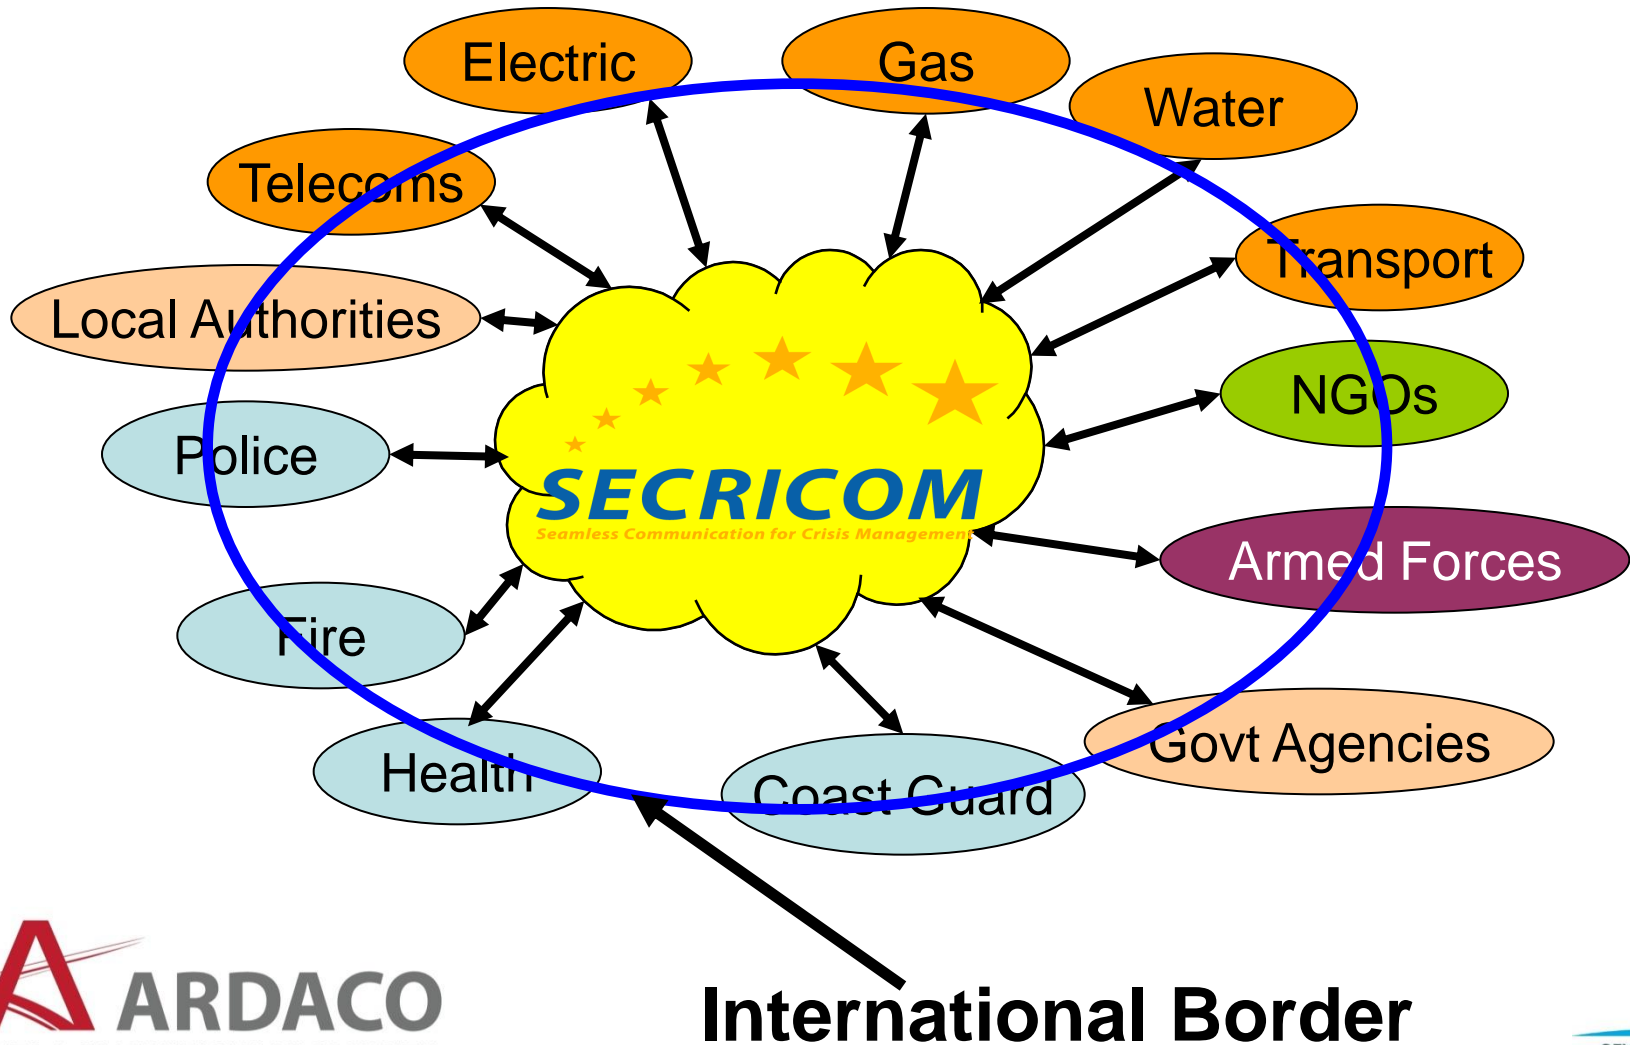 Electric
Gas
Water
Telecoms
Transport
Local Authorities
NGOs
Police
SECRICOM
Seamless Communication for Crisis Management
Armed Forces
Fire
Govt Agencies
Health
Coast Guard
ARDACO
International Border